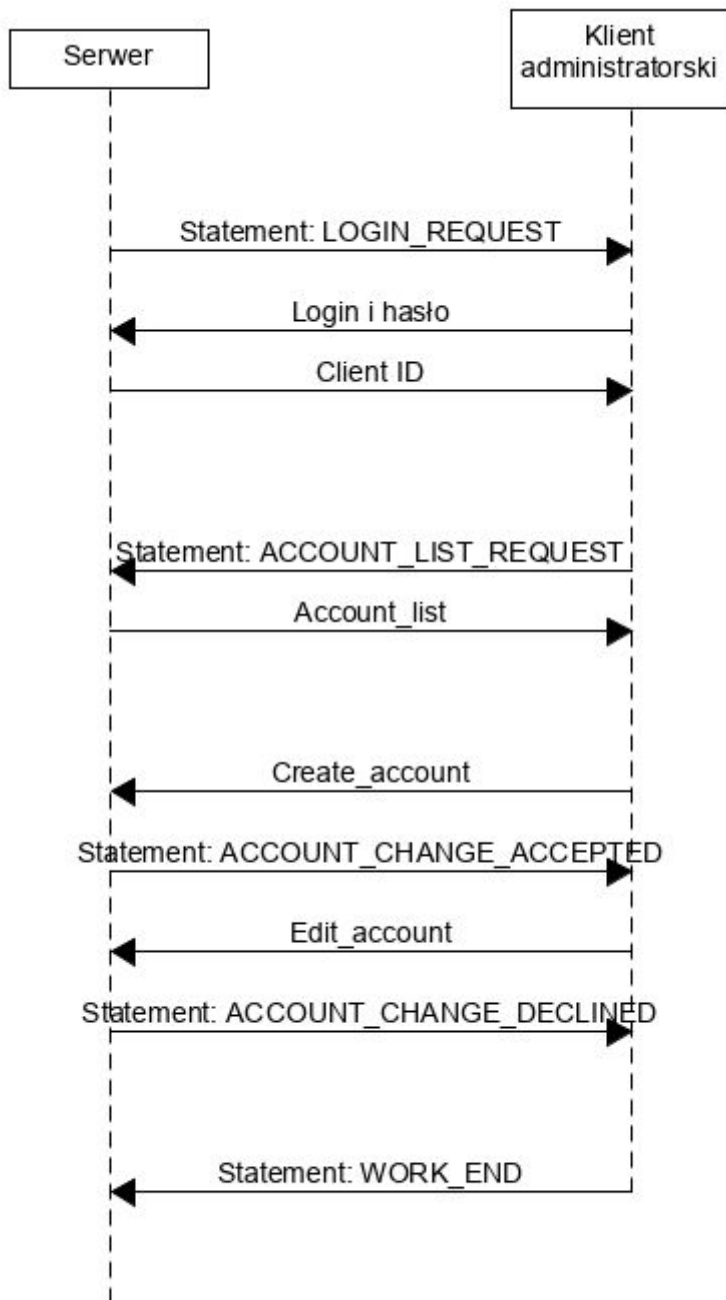 Serwer
Klient
administratorski
Statement: LOGIN_REQUEST
Login i hasło
Client ID
Statement: ACCOUNT_LIST_REQUEST
Account_list
Create_account
Statement: ACCOUNT_CHANGE_ACCEPTED
Edit_account
Statement: ACCOUNT_CHANGE_DECLINED
Statement: WORK_END